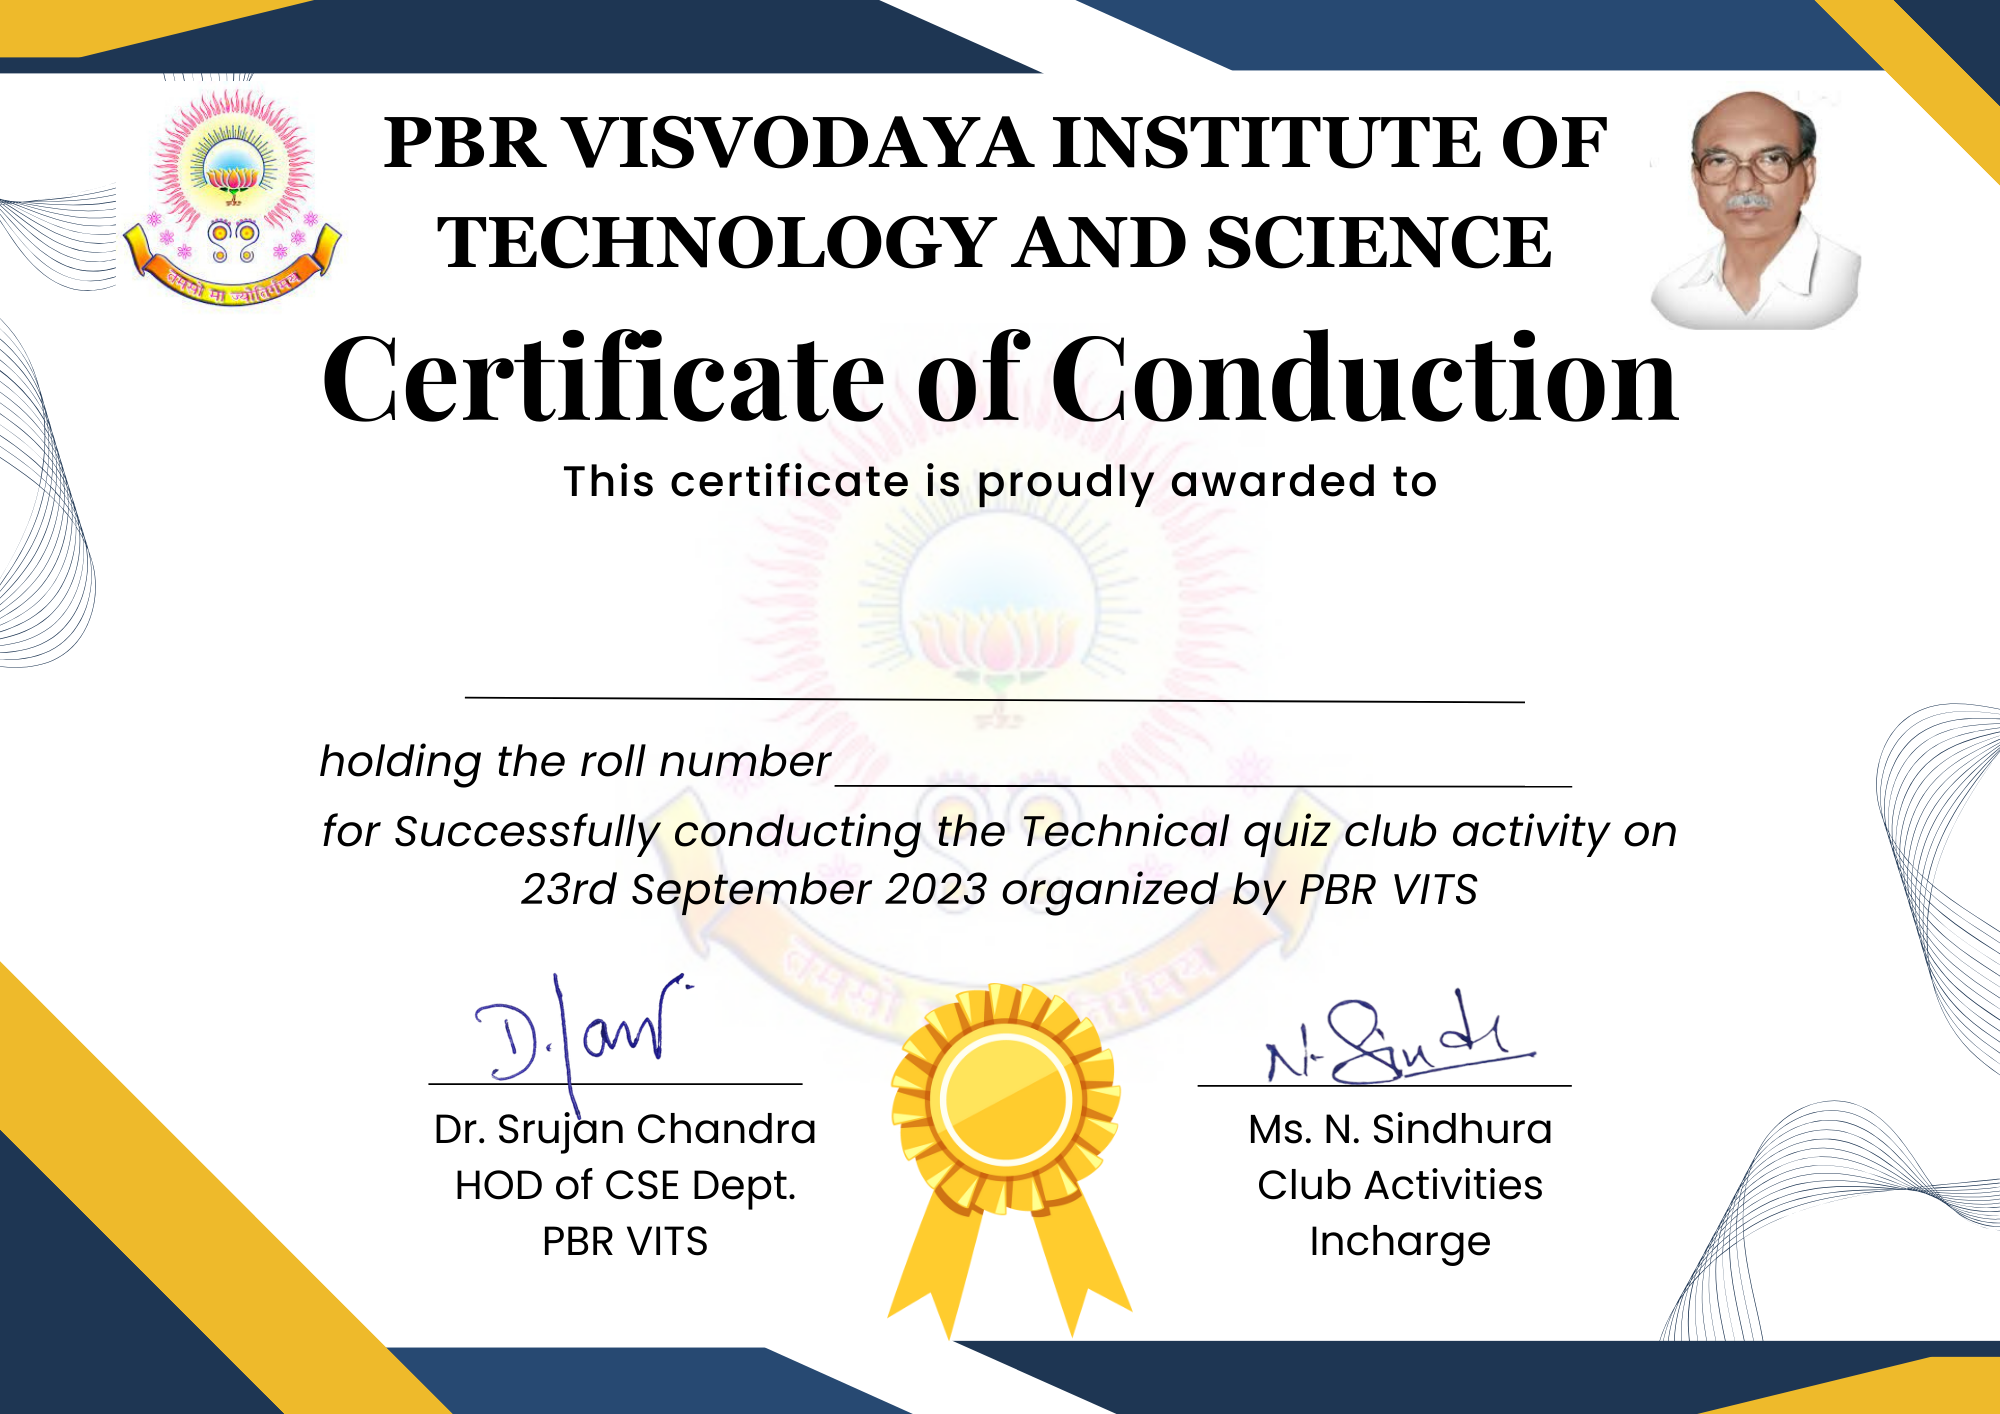 PBR VISVODAYA INSTITUTE OF
TECHNOLOGY AND SCIENCE
तमसो मा ज्योतिर्गमय
Certificate of Conduction
This certificate is proudly awarded to
holding the roll number
for Successfully conducting the Technical quiz club activity on
23rd September 2023 organized by PBR VITS
N. Sindh
Dr. Srujan Chandra
HOD of CSE Dept.
PBR VITS
Ms. N. Sindhura
Club Activities
Incharge